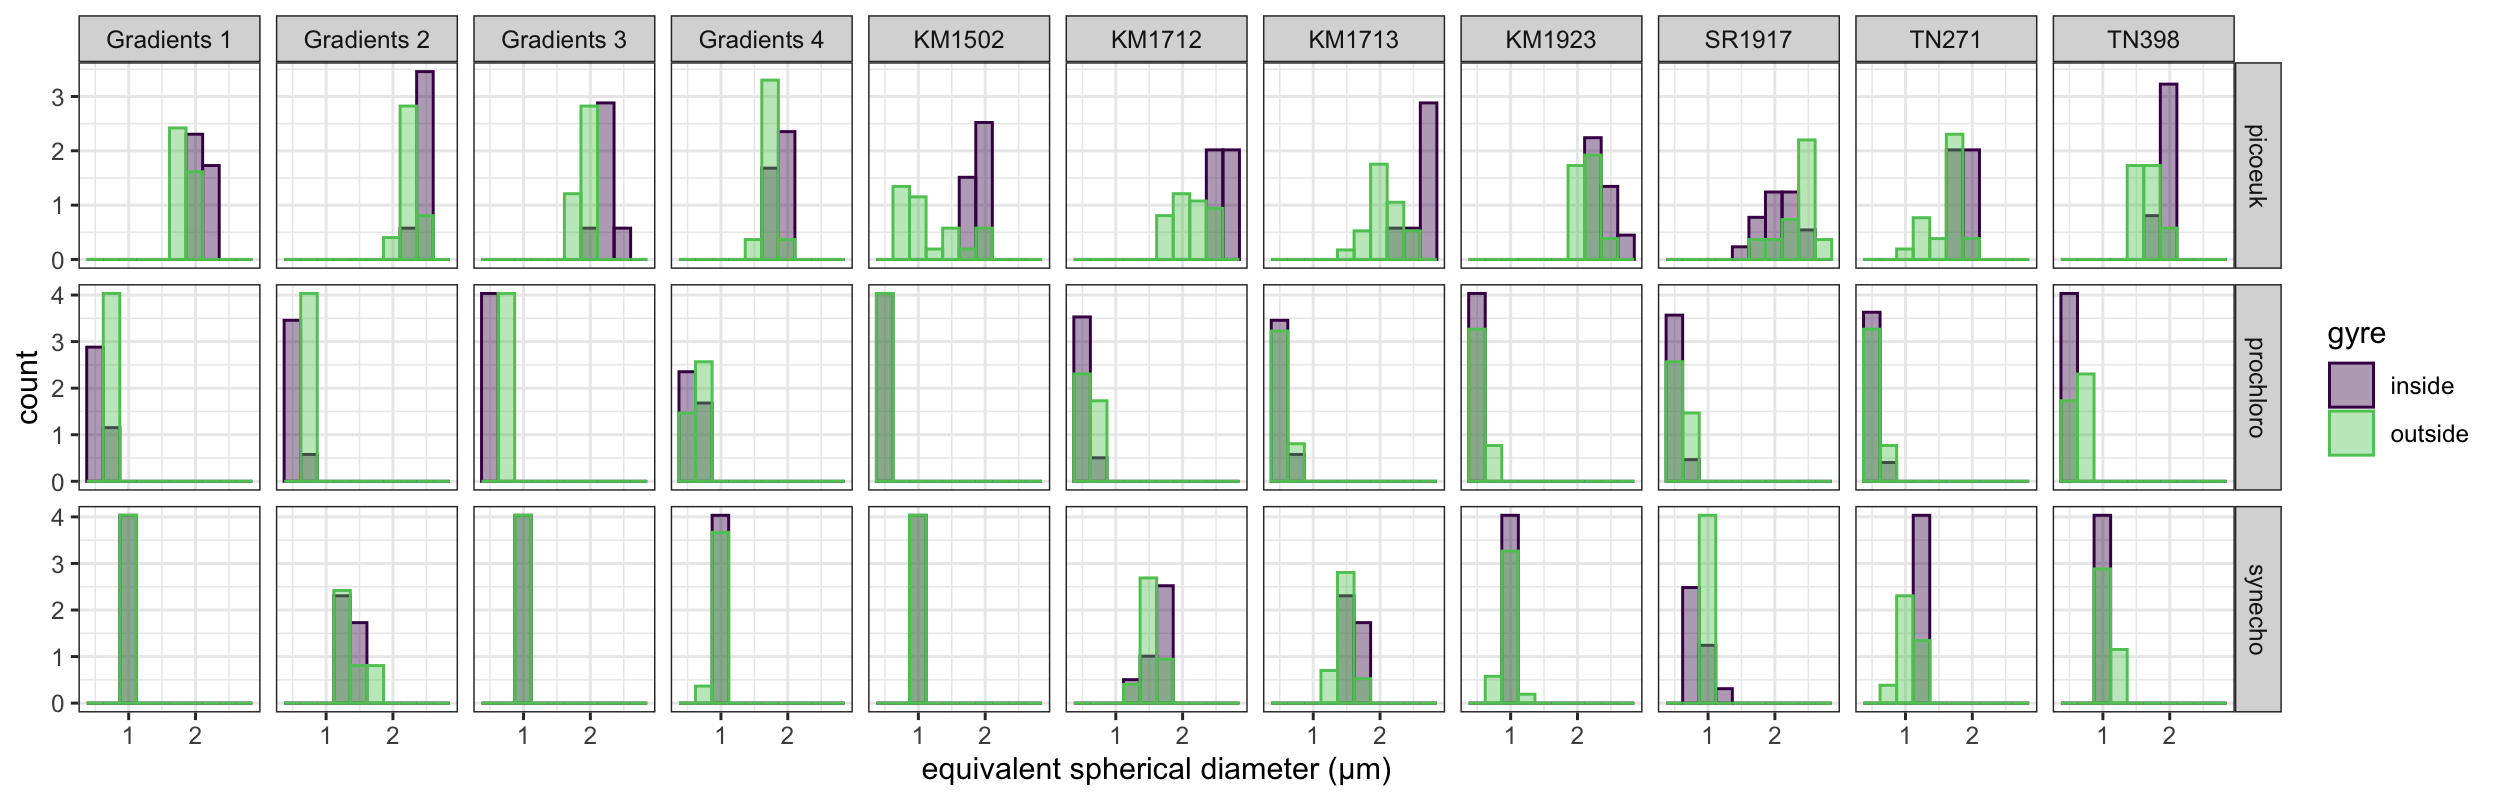 Gradients 1 Gradients 2 Gradients 3 Gradients 4 KM1502 KM1712 KM1713 KM1923 SR1917 TN271 TN398
3
2
1
0
picoeuk
4
3
2
1
0
prochloro
4
3
2
1
0
synecho
1 2 1 2 1 2 1 2 1 2 1 2 1 2 1 2 1 2 1 2 1 2
equivalent spherical diameter (μm)
count
gyre
inside
outside